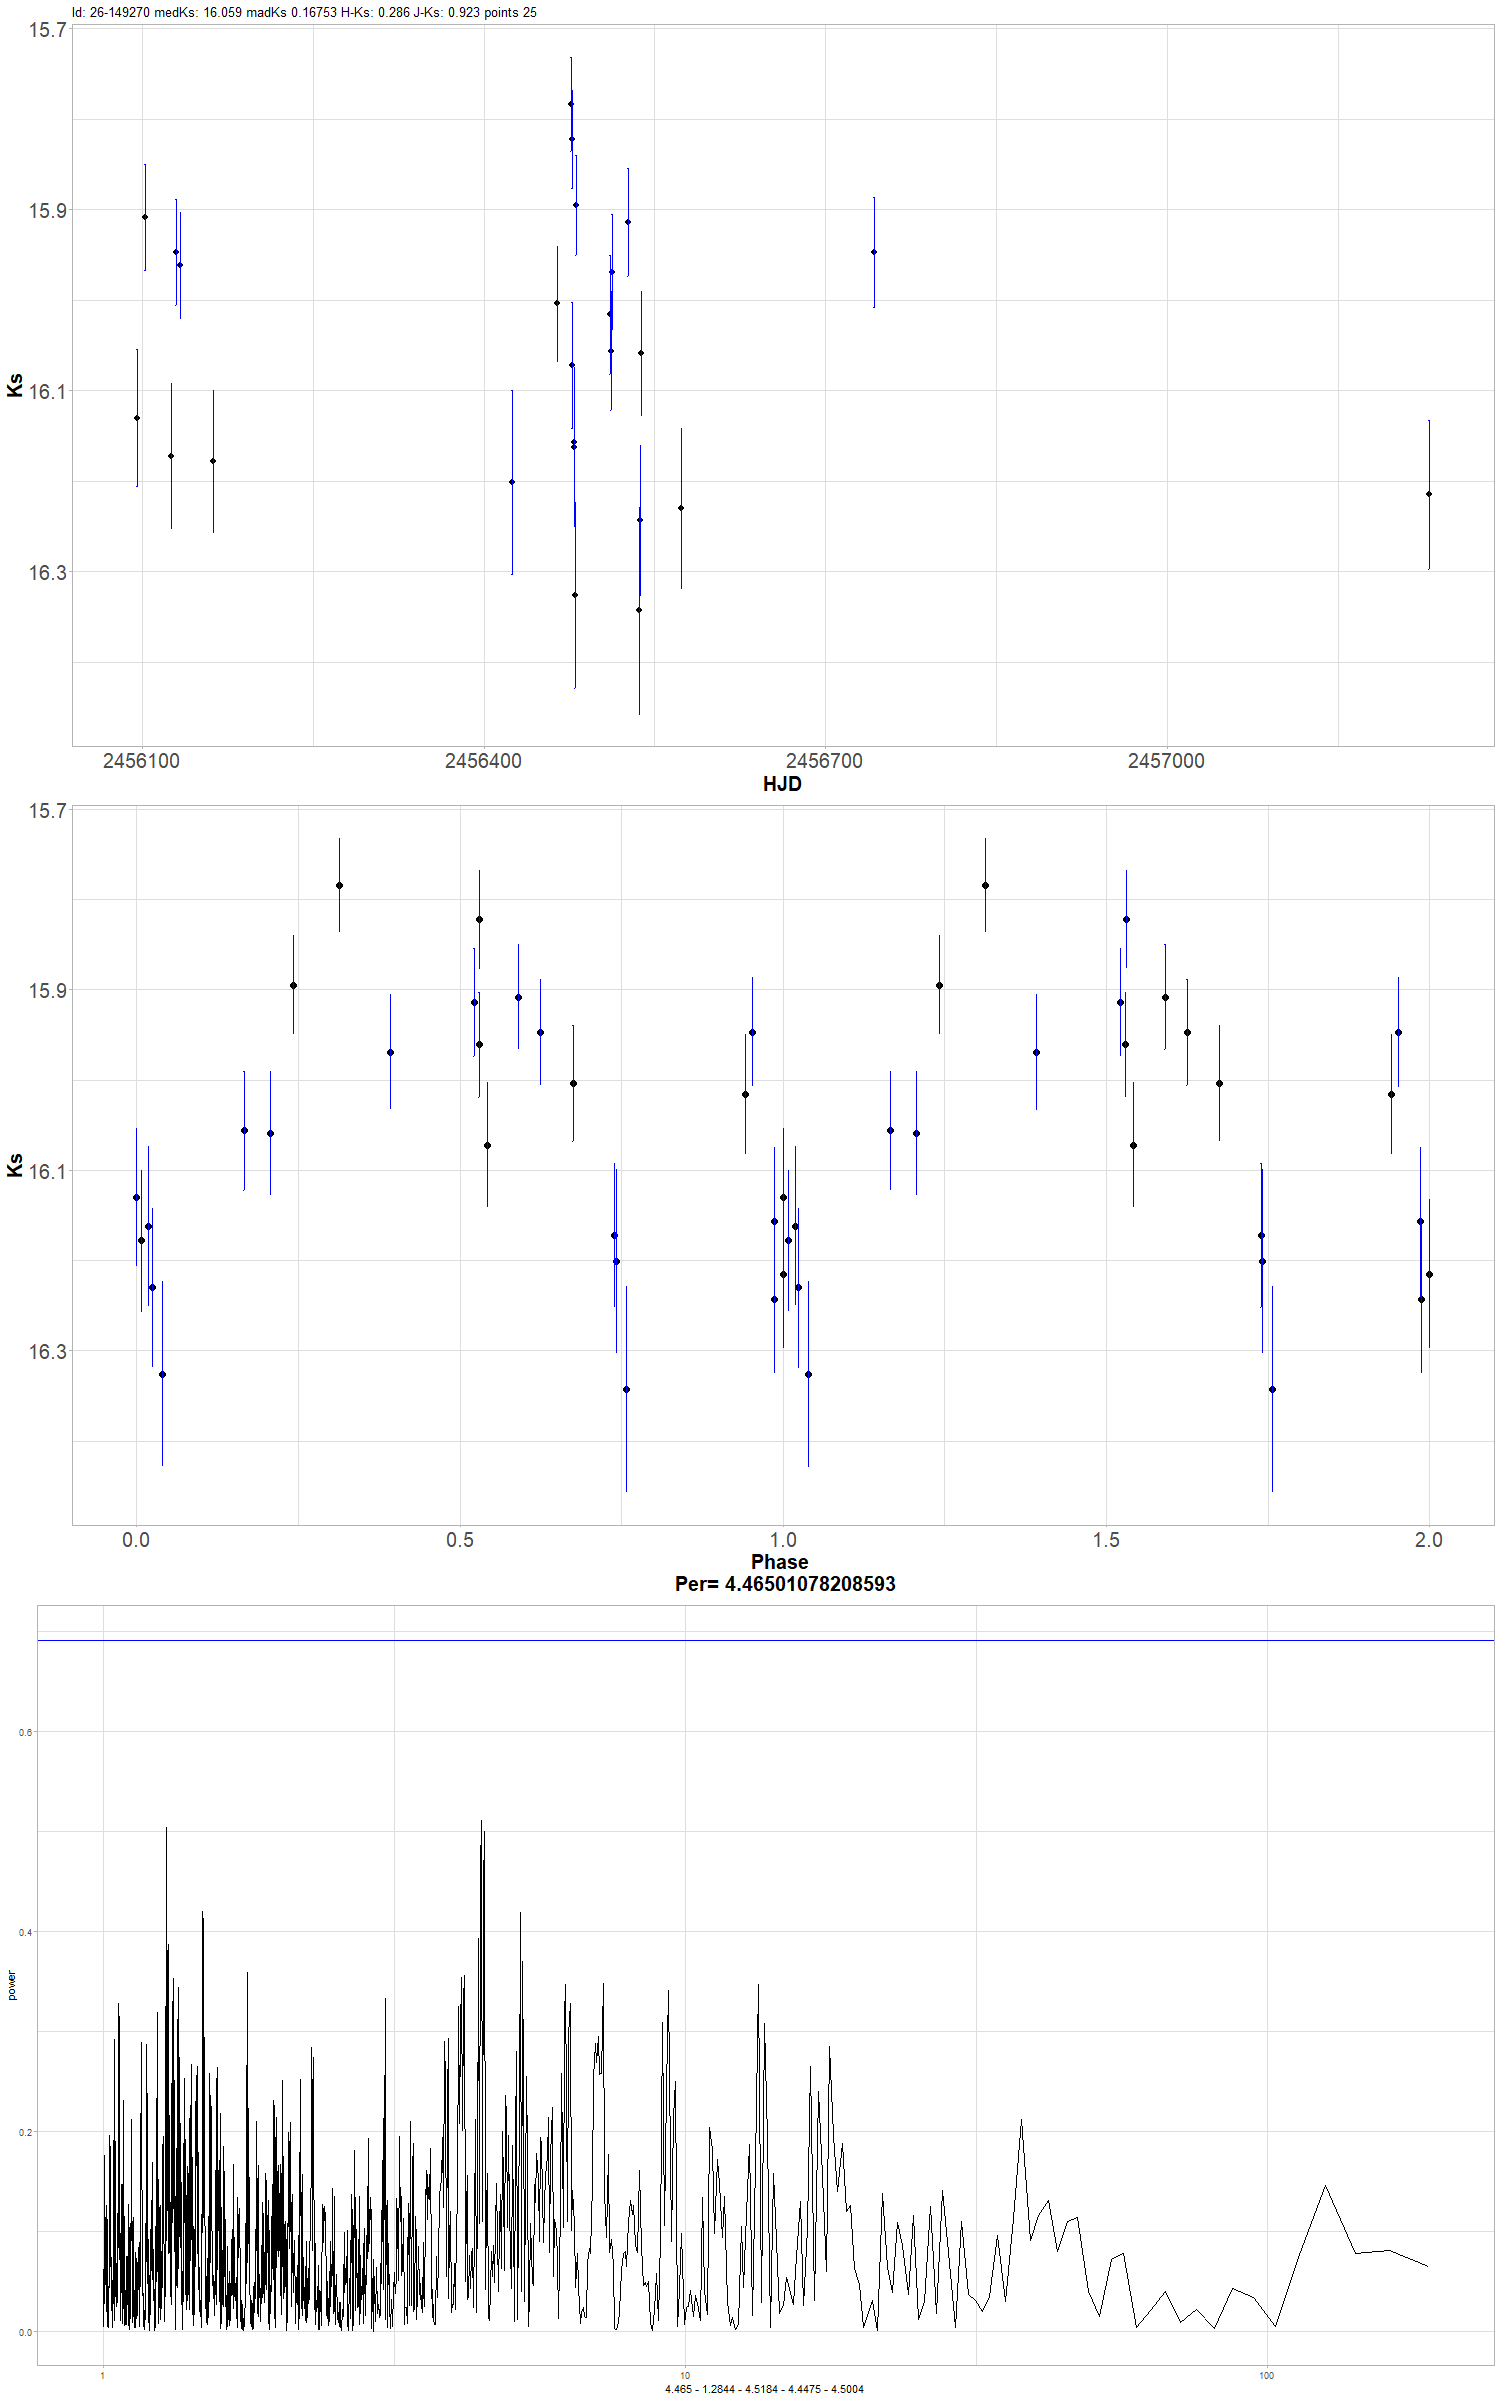 Id: 26-149270 medKs: 16.059 madKs 0.16753 H-Ks: 0.286 J-Ks: 0.923 points 25
15.7
15.9
16.1
16.3
Ks
2456100 2456400 2456700 2457000
HJD
15.7
15.9
16.1
16.3
Ks
0.0 0.5 1.0 1.5 2.0
Phase
Per= 4.46501078208593
0.6
0.4
0.2
0.0
power
1 10 100
4.465 - 1.2844 - 4.5184 - 4.4475 - 4.5004